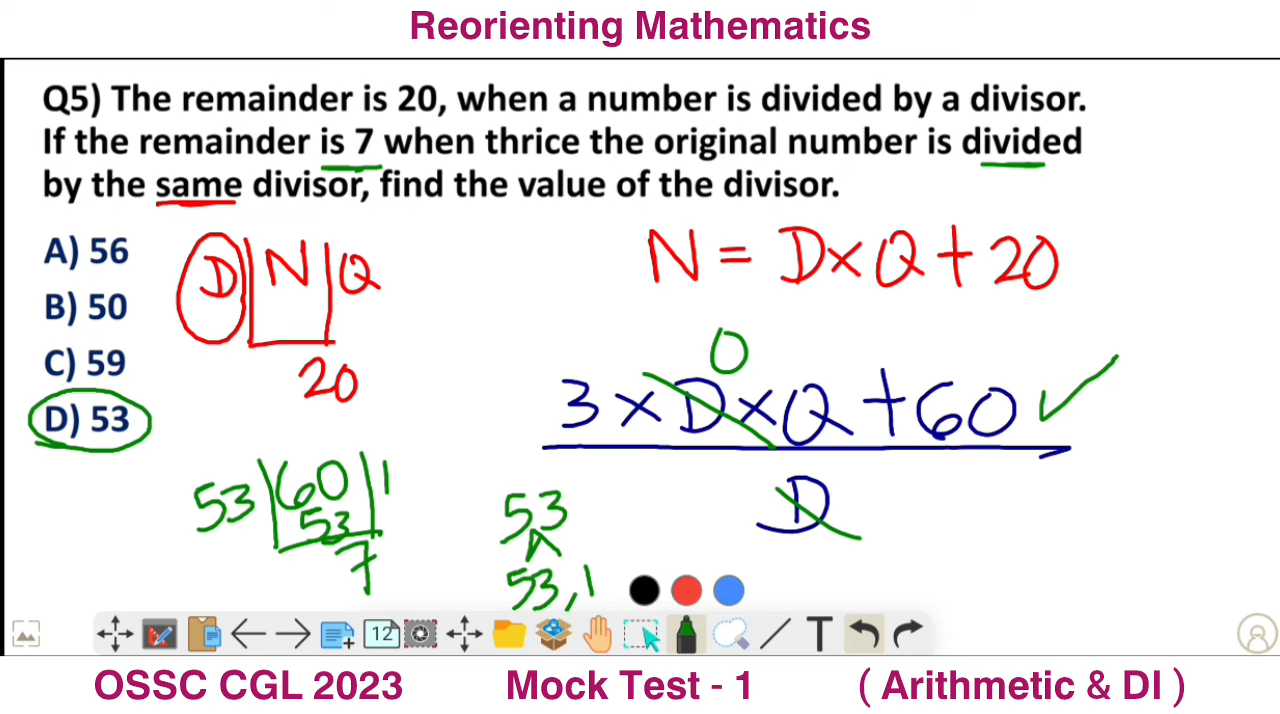 Reorienting Mathematics
Q5) The remainder is 20, when a number is divided by a divisor.
If the remainder is 7 when thrice the original number is divided
by the same divisor, find the value of the divisor.
A) 56
B) 50
C) 59
D) 53
D N Q
20
N = D×Q+20
0
3×D×Q+60
D
53 60 1
53
7
53
53,1
12
OSSC CGL 2023 Mock Test - 1 ( Arithmetic & DI )